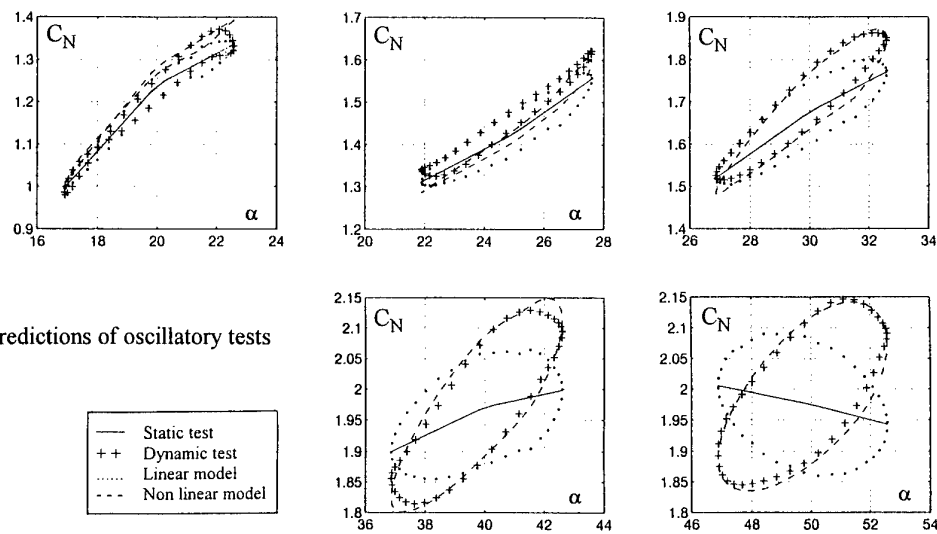 1.4
1.3
1.2
1.1
1
0.9
C_N
α
16 18 20 22 24
1.7
1.6
1.5
1.4
1.3
1.2
C_N
α
20 22 24 26 28
1.9
1.8
1.7
1.6
1.5
1.4
C_N
α
26 28 30 32 34
redictions of oscillatory tests
Static test
++ Dynamic test
Linear model
Non linear model
2.15
2.1
2.05
2
1.95
1.9
1.85
1.8
C_N
α
36 38 40 42 44
2.15
2.1
2.05
2
1.95
1.9
1.85
1.8
C_N
α
46 48 50 52 54